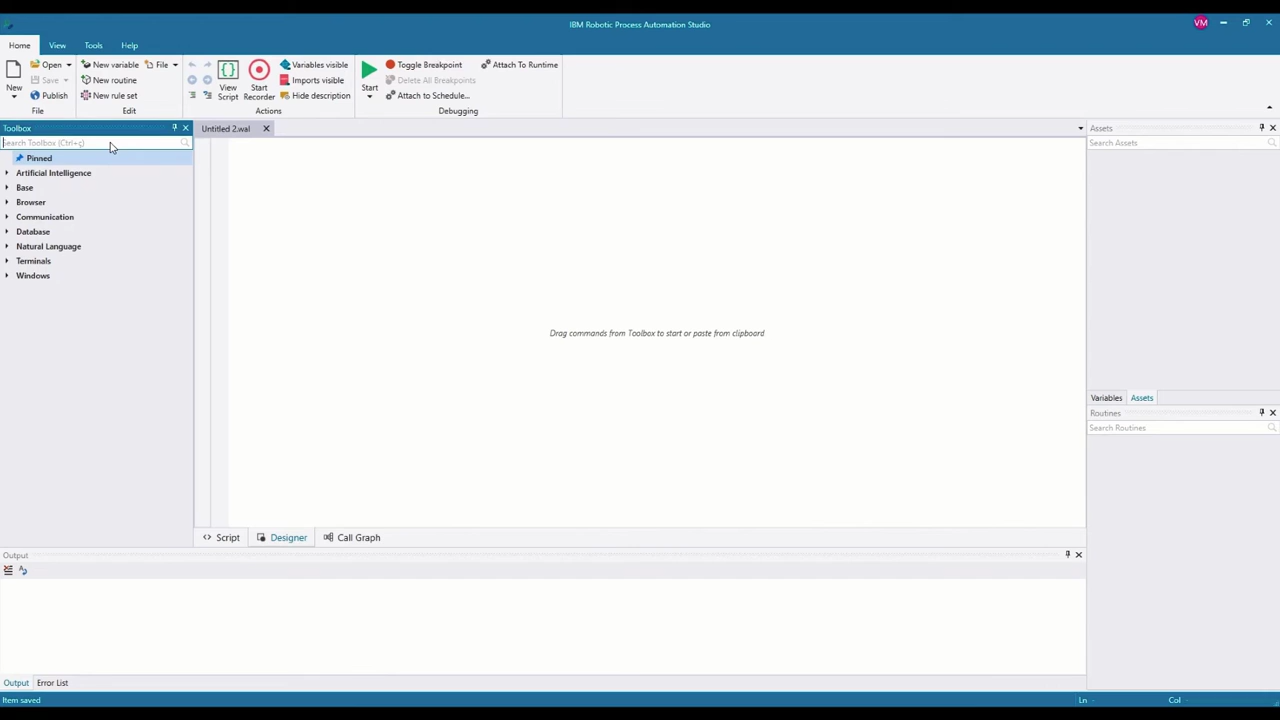 IBM Robotic Process Automation Studio
VM
Home View Tools Help
New
Open
Save
Publish
File
New variable File
New routine
New rule set
Edit
View Script
Start Recorder
Variables visible
Imports visible
Hide description
Actions
Start
Toggle Breakpoint
Delete All Breakpoints
Attach to Schedule...
Attach To Runtime
Debugging
Toolbox
Search Toolbox (Ctrl+ç)
Pinned
Artificial Intelligence
Base
Browser
Communication
Database
Natural Language
Terminals
Windows
Untitled 2.wal
Drag commands from Toolbox to start or paste from clipboard
Script Designer Call Graph
Assets
Search Assets
Variables Assets
Routines
Search Routines
Output
Output Error List
Item saved
Ln - Col -